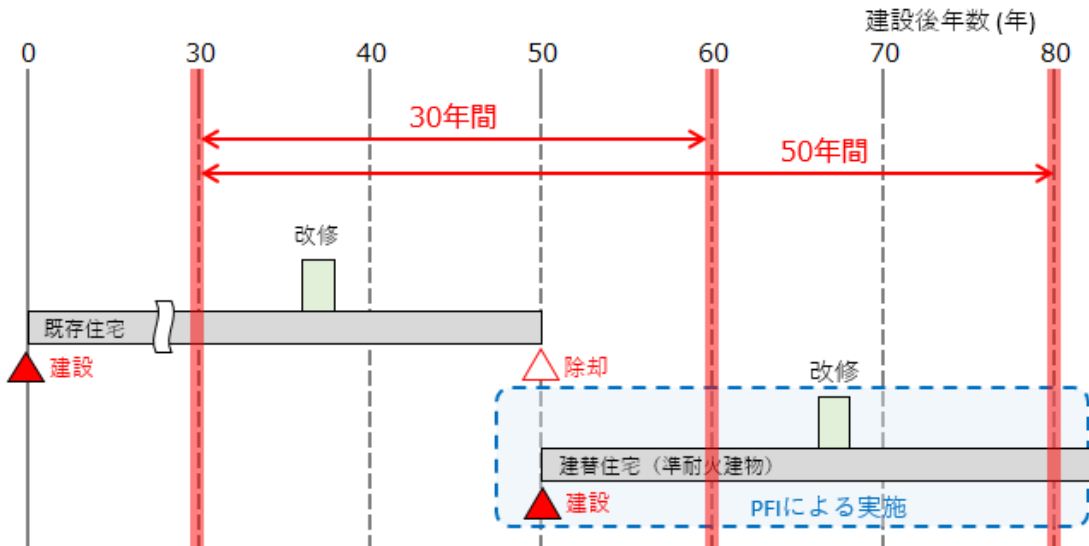 建設後年数 (年)
0 30 40 50 60 70 80
30年間
50年間
改修
既存住宅
建設
除却
改修
建替住宅（準耐火建物）
建設
PFIによる実施